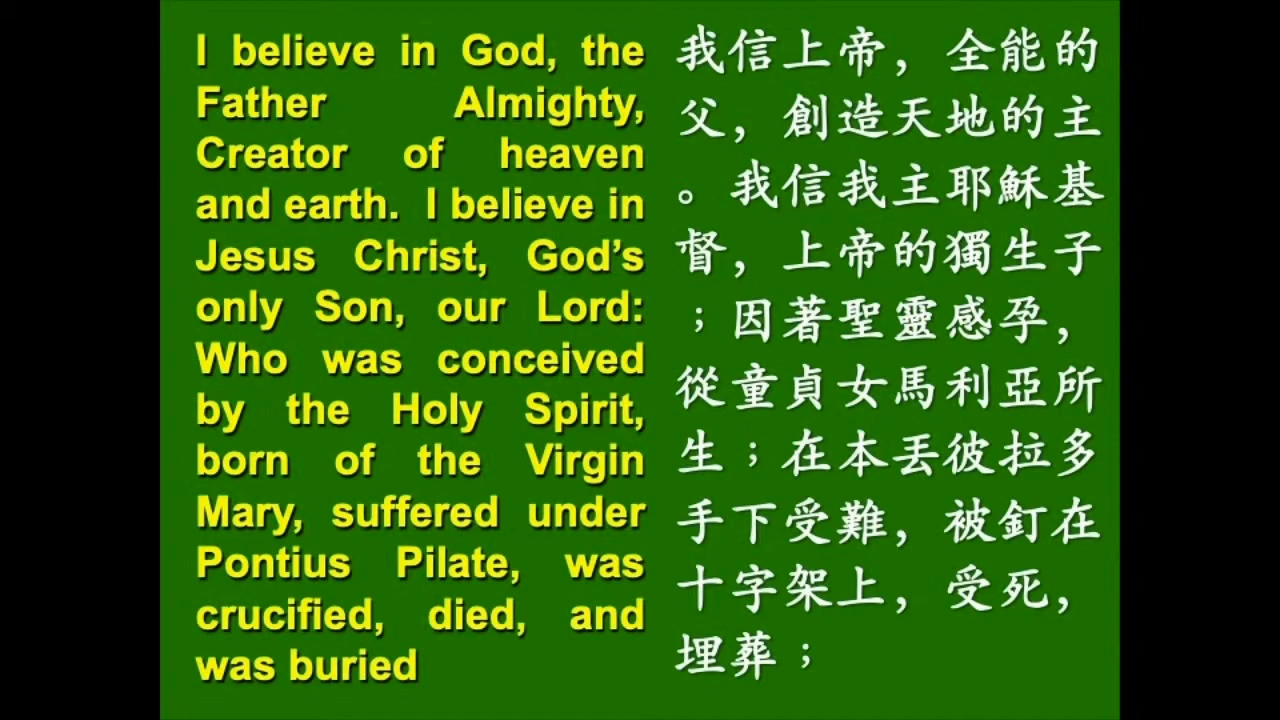 I believe in God, the
Father Almighty,
Creator of heaven
and earth.  I believe in
Jesus Christ, God’s
only Son, our Lord:
Who was conceived
by the Holy Spirit,
born of the Virgin
Mary, suffered under
Pontius Pilate, was
crucified, died, and
was buried
我信上帝，全能的
父，創造天地的主
。我信我主耶穌基
督，上帝的獨生子
；因著聖靈感孕，
從童貞女馬利亞所
生；在本丟彼拉多
手下受難，被釘在
十字架上，受死，
埋葬；